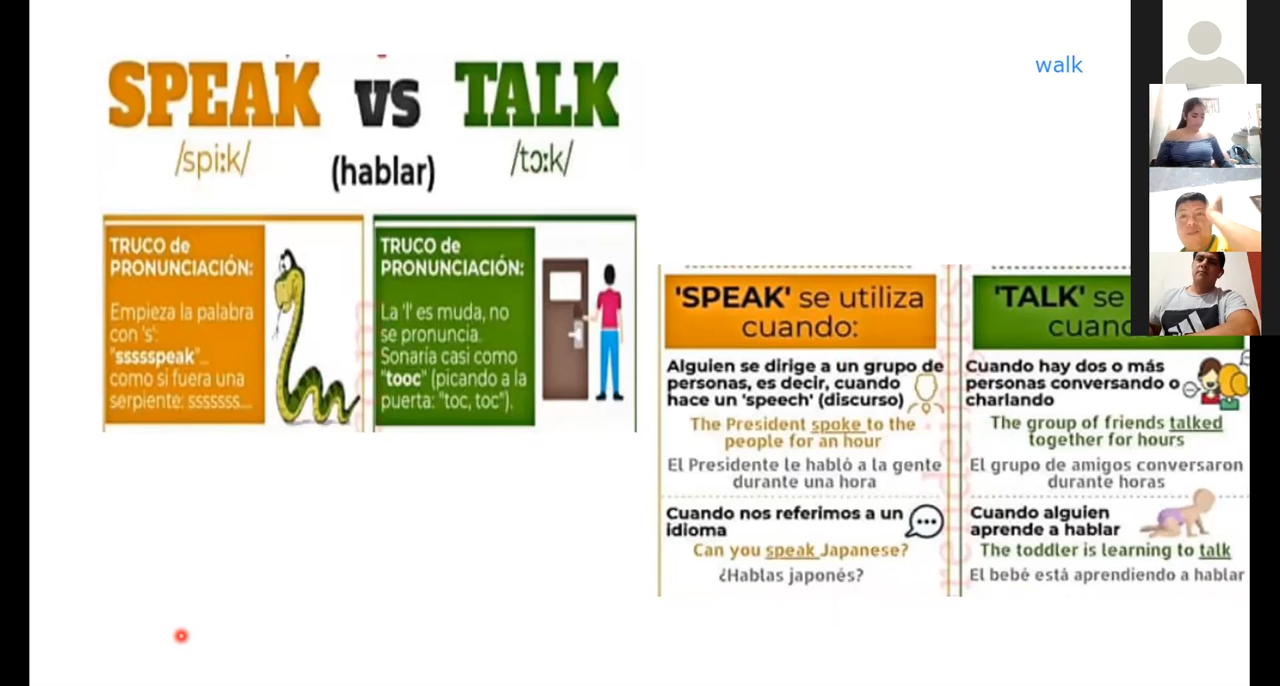 SPEAK vs TALK
/spi:k/ (hablar) /tɔ:k/
walk
TRUCO de
PRONUNCIACIÓN:
Empieza la palabra
con 's':
"sssssspeak"...
como si fuera una
serpiente: sssssss...
TRUCO de
PRONUNCIACIÓN:
La 'l' es muda, no
se pronuncia.
Sonaría casi como
"tooc" (picando a la
puerta: "toc, toc").
'SPEAK' se utiliza
cuando:
Alguien se dirige a un grupo de
personas, es decir, cuando
hace un 'speech' (discurso)
The President spoke to the
people for an hour
El Presidente le habló a la gente
durante una hora
Cuando nos referimos a un
idioma
Can you speak Japanese?
¿Hablas japonés?
'TALK' se
Cuando hay dos o más
personas conversando o
charlando
The group of friends talked
together for hours
El grupo de amigos conversaron
durante horas
Cuando alguien
aprende a hablar
The toddler is learning to talk
El bebé está aprendiendo a hablar